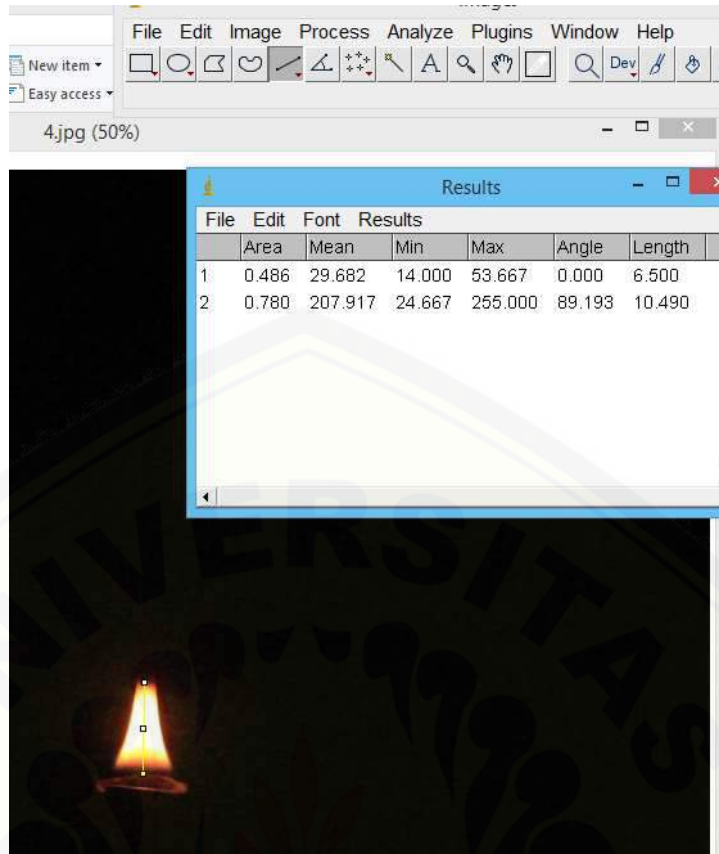 File Edit Image Process Analyze Plugins Window Help
New item
A Dev
Easy access
4.jpg (50%)
Results
File Edit Font Results
Area Mean Min Max Angle Length
1 0.486 29.682 14.000 53.667 0.000 6.500
2 0.780 207.917 24.667 255.000 89.193 10.490
UNIVERSITAS